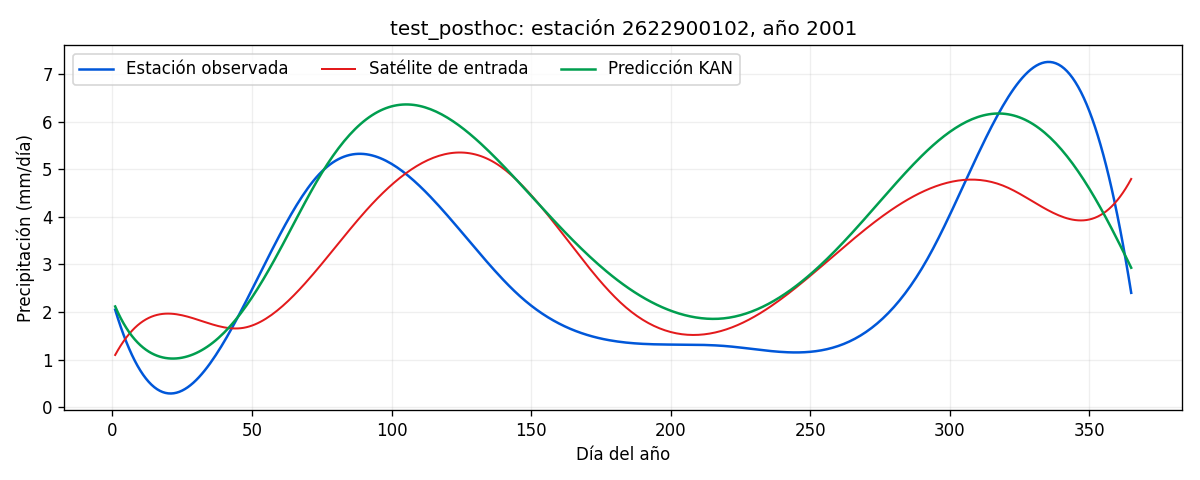 test_posthoc: estación 2622900102, año 2001
Estación observada Satélite de entrada Predicción KAN
Precipitación (mm/día)
7
6
5
4
3
2
1
0
0 50 100 150 200 250 300 350
Día del año